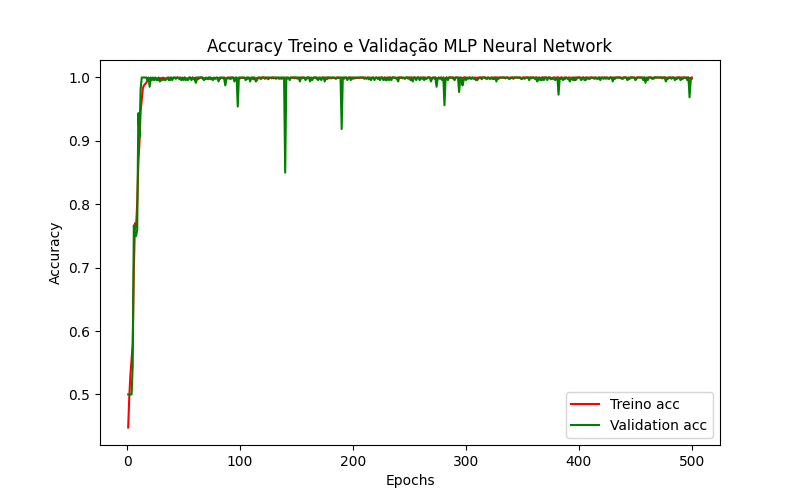 Accuracy Treino e Validação MLP Neural Network
1.0
0.9
0.8
0.7
0.6
0.5
Accuracy
Treino acc
Validation acc
0 100 200 300 400 500
Epochs